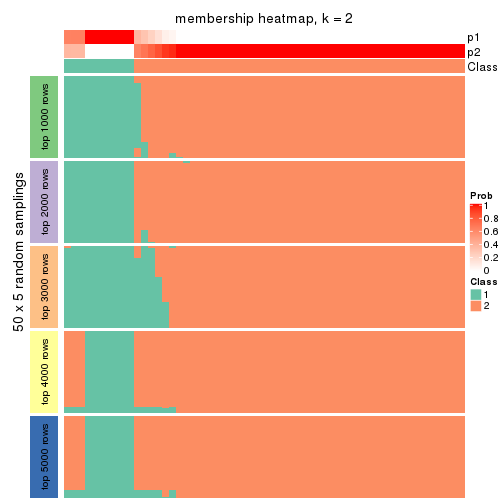 membership heatmap, k = 2
p1
p2
Class
50 x 5 random samplings
top 1000 rows
top 2000 rows
top 3000 rows
top 4000 rows
top 5000 rows
Prob
1
0.8
0.6
0.4
0.2
0
Class
1
2